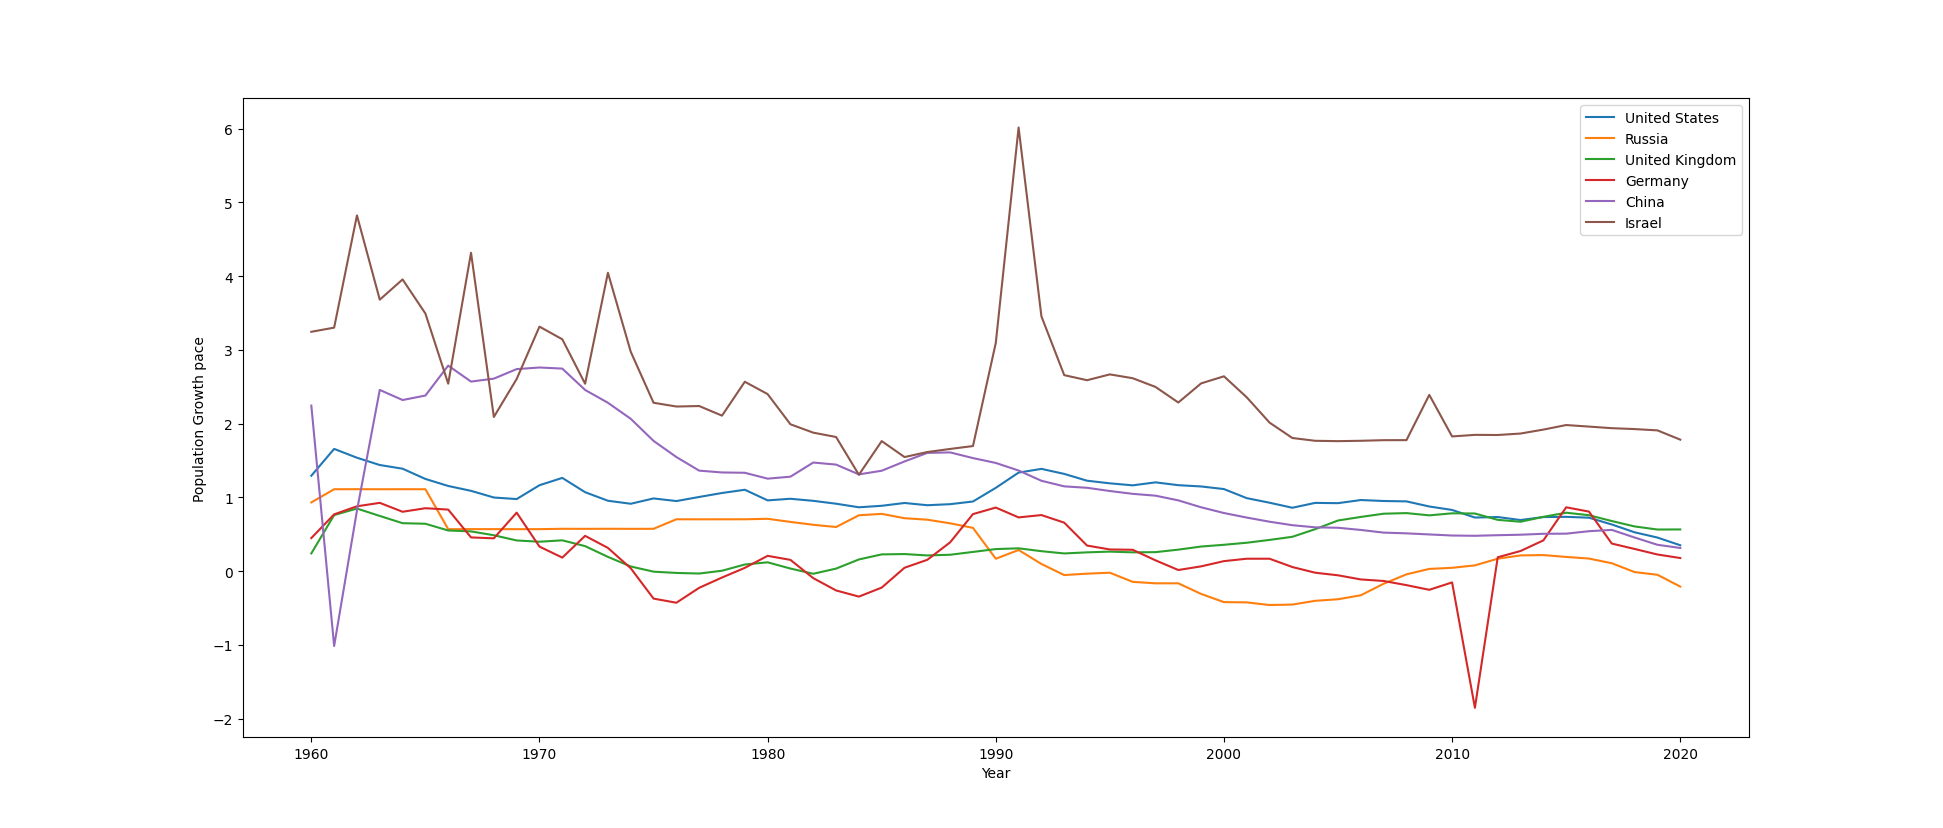 United States
Russia
United Kingdom
Germany
China
Israel
6
5
4
3
2
1
0
−1
−2
Population Growth pace
1960 1970 1980 1990 2000 2010 2020
Year